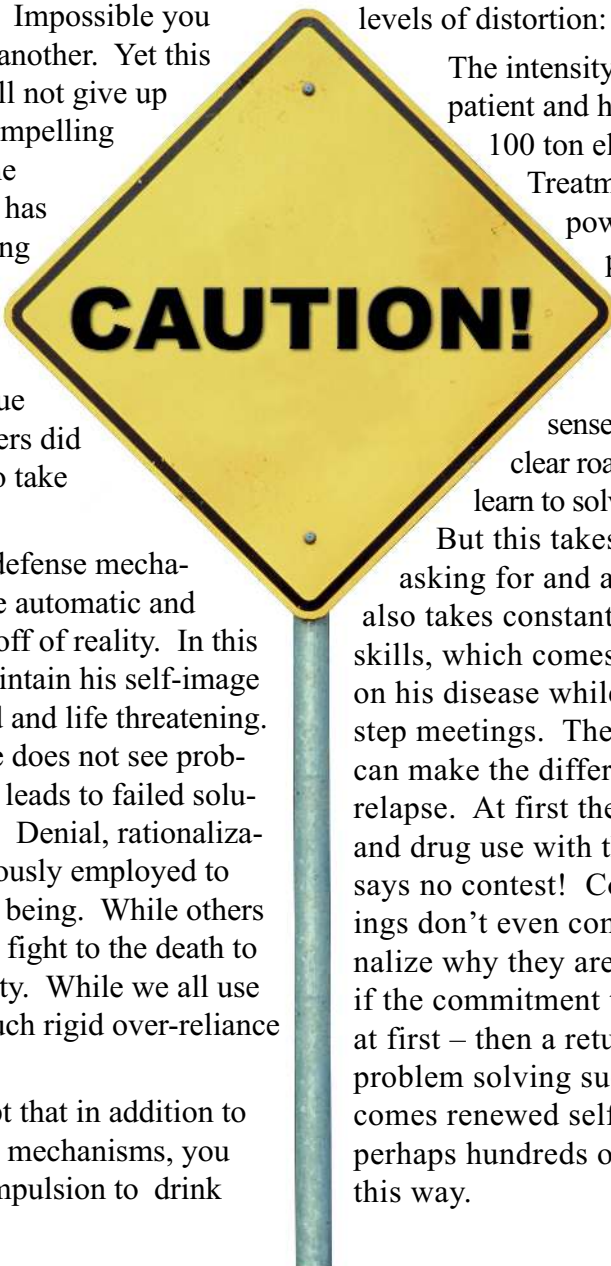 Impossible you
another. Yet this
ll not give up
mpelling
e
has
ng
ue
ers did
o take
defense mecha-
e automatic and
off of reality. In this
intain his self-image
d and life threatening.
e does not see prob-
leads to failed solu-
Denial, rationaliza-
ously employed to
being. While others
fight to the death to
ty. While we all use
uch rigid over-reliance
pt that in addition to
mechanisms, you
mpulsion to drink
CAUTION!
levels of distortion:
The intensity
patient and h
100 ton el
Treatm
pow
sense
clear roa
learn to solv
But this takes
asking for and a
also takes constant
skills, which comes
on his disease while
step meetings. The
can make the differ
relapse. At first the
and drug use with t
says no contest! Co
ings don't even con
nalize why they are
if the commitment t
at first – then a retu
problem solving su
comes renewed self
perhaps hundreds o
this way.